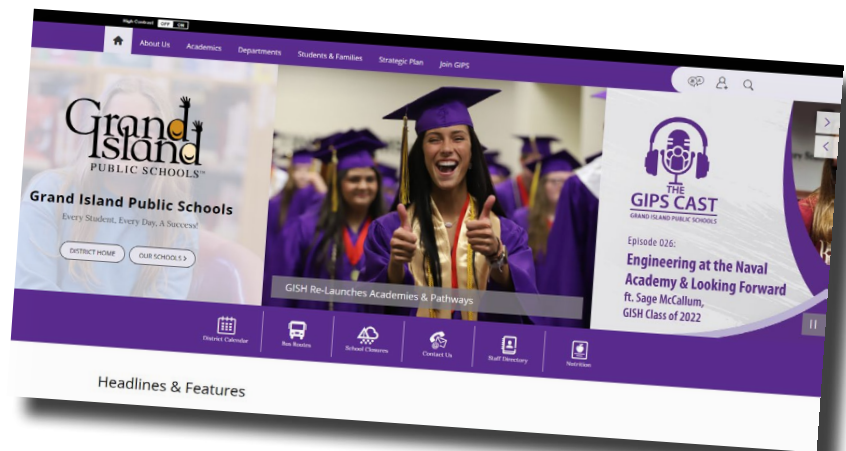 High Contrast OFF ON
About Us Academics Departments Students & Families Strategic Plan Join GIPS
Grand
Island
PUBLIC SCHOOLS™
Grand Island Public Schools
Every Student, Every Day, A Success!
DISTRICT HOME OUR SCHOOLS
GISH Re-Launches Academies & Pathways
THE
GIPS CAST
GRAND ISLAND PUBLIC SCHOOLS
Episode 026:
Engineering at the Naval
Academy & Looking Forward
ft. Sage McCallum,
GISH Class of 2022
District Calendar Bus Routes School Closures Contact Us Staff Directory Nutrition
Headlines & Features